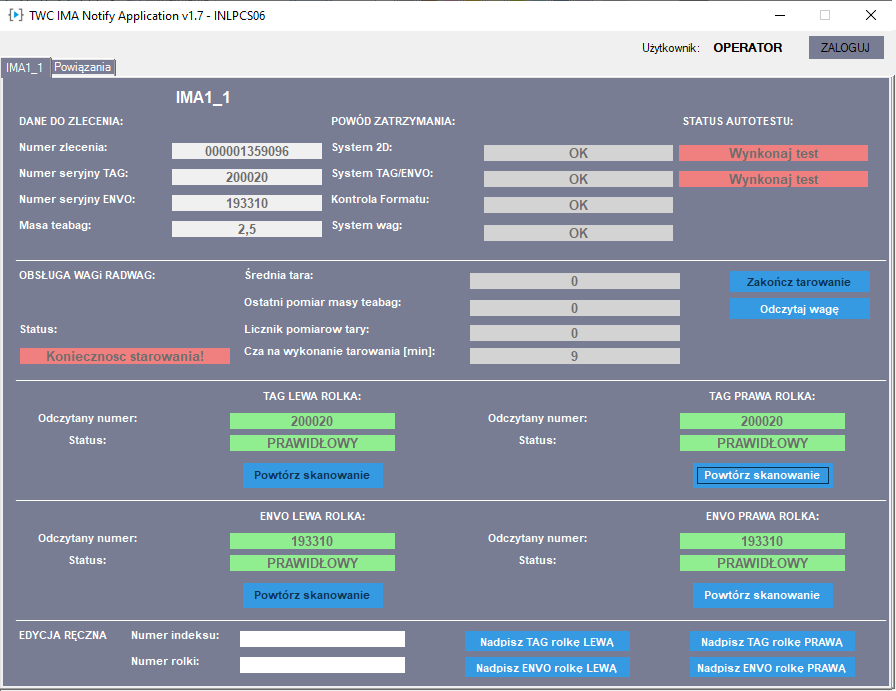 TWC IMA Notify Application v1.7 - INLPCS06
Użytkownik: OPERATOR ZALOGUJ
IMA1_1 Powiązania
IMA1_1
DANE DO ZLECENIA: POWÓD ZATRZYMANIA: STATUS AUTOTESTU:
Numer zlecenia: 000001359096 System 2D: OK Wynkonaj test
Numer seryjny TAG: 200020 System TAG/ENVO: OK Wynkonaj test
Numer seryjny ENVO: 193310 Kontrola Formatu: OK
Masa teabag: 2,5 System wag: OK
OBSŁUGA WAGi RADWAG: Średnia tara: 0 Zakończ tarowanie
Ostatni pomiar masy teabag: 0 Odczytaj wagę
Status: Licznik pomiarow tary: 0
Koniecznosc starowania! Cza na wykonanie tarowania [min]: 9
TAG LEWA ROLKA: TAG PRAWA ROLKA:
Odczytany numer: 200020 Odczytany numer: 200020
Status: PRAWIDŁOWY Status: PRAWIDŁOWY
Powtórz skanowanie Powtórz skanowanie
ENVO LEWA ROLKA: ENVO PRAWA ROLKA:
Odczytany numer: 193310 Odczytany numer: 193310
Status: PRAWIDŁOWY Status: PRAWIDŁOWY
Powtórz skanowanie Powtórz skanowanie
EDYCJA RĘCZNA Numer indeksu: Nadpisz TAG rolkę LEWĄ Nadpisz TAG rolkę PRAWĄ
Numer rolki: Nadpisz ENVO rolkę LEWĄ Nadpisz ENVO rolkę PRAWĄ